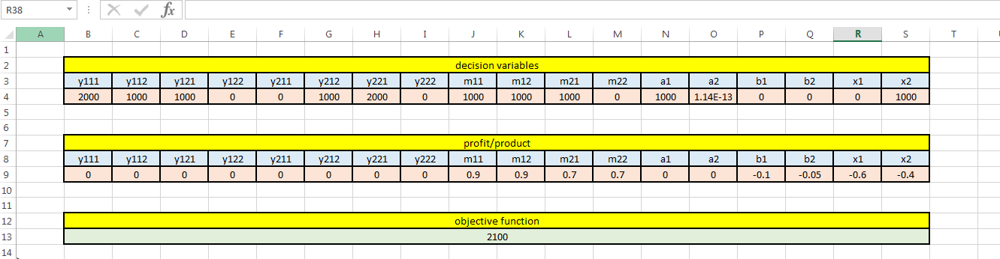 R38 fx
A B C D E F G H I J K L M N O P Q R S T
1
2 decision variables
3 y111 y112 y121 y122 y211 y212 y221 y222 m11 m12 m21 m22 a1 a2 b1 b2 x1 x2
4 2000 1000 1000 0 0 1000 2000 0 1000 1000 1000 0 1000 1.14E-13 0 0 0 1000
5
6
7 profit/product
8 y111 y112 y121 y122 y211 y212 y221 y222 m11 m12 m21 m22 a1 a2 b1 b2 x1 x2
9 0 0 0 0 0 0 0 0 0.9 0.9 0.7 0.7 0 0 -0.1 -0.05 -0.6 -0.4
10
11
12 objective function
13 2100
14